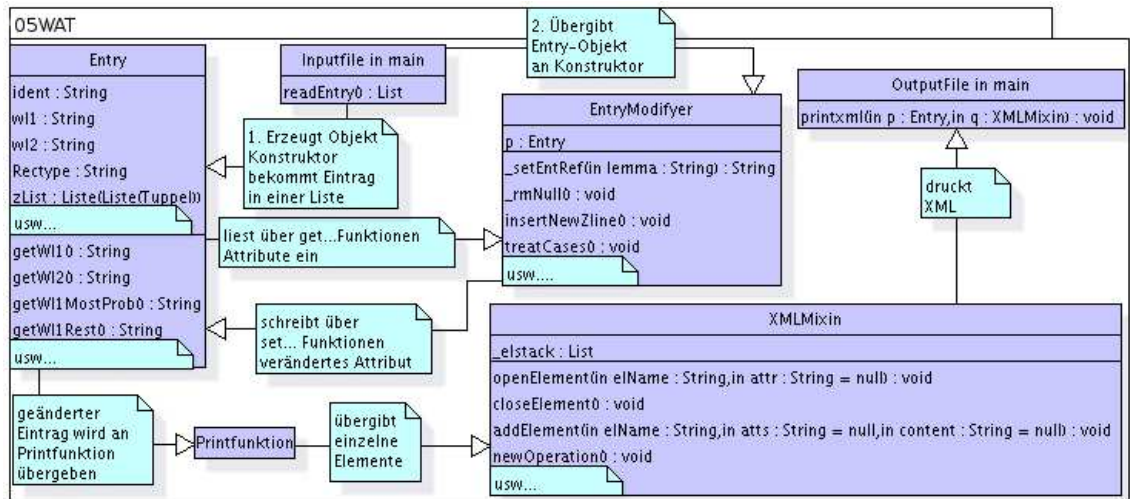 05WAT
Entry
ident : String
wl1 : String
wl2 : String
Rectype : String
zList : Liste(Liste(Tuppel))
usw...
getWl10 : String
getWl20 : String
getWl1MostProb0 : String
getWl1Rest0 : String
usw...
Inputfile in main
readEntry0 : List
1. Erzeugt Objekt
Konstruktor
bekommt Eintrag
in einer Liste
2. Übergibt
Entry-Objekt
an Konstruktor
EntryModifyer
p : Entry
_setEntRef(in lemma : String) : String
_rmNull0 : void
insertNewZline0 : void
treatCases0 : void
usw....
OutputFile in main
printxml(in p : Entry,in q : XMLMixin) : void
druckt
XML
liest über get...Funktionen
Attribute ein
schreibt über
set... Funktionen
verändertes Attribut
XMLMixin
_elstack : List
openElement(in elName : String,in attr : String = null) : void
closeElement0 : void
addElement(in elName : String,in atts : String = null,in content : String = null) : void
newOperation0 : void
usw...
geänderter
Eintrag wird an
Printfunktion
übergeben
Printfunktion
übergibt
einzelne
Elemente